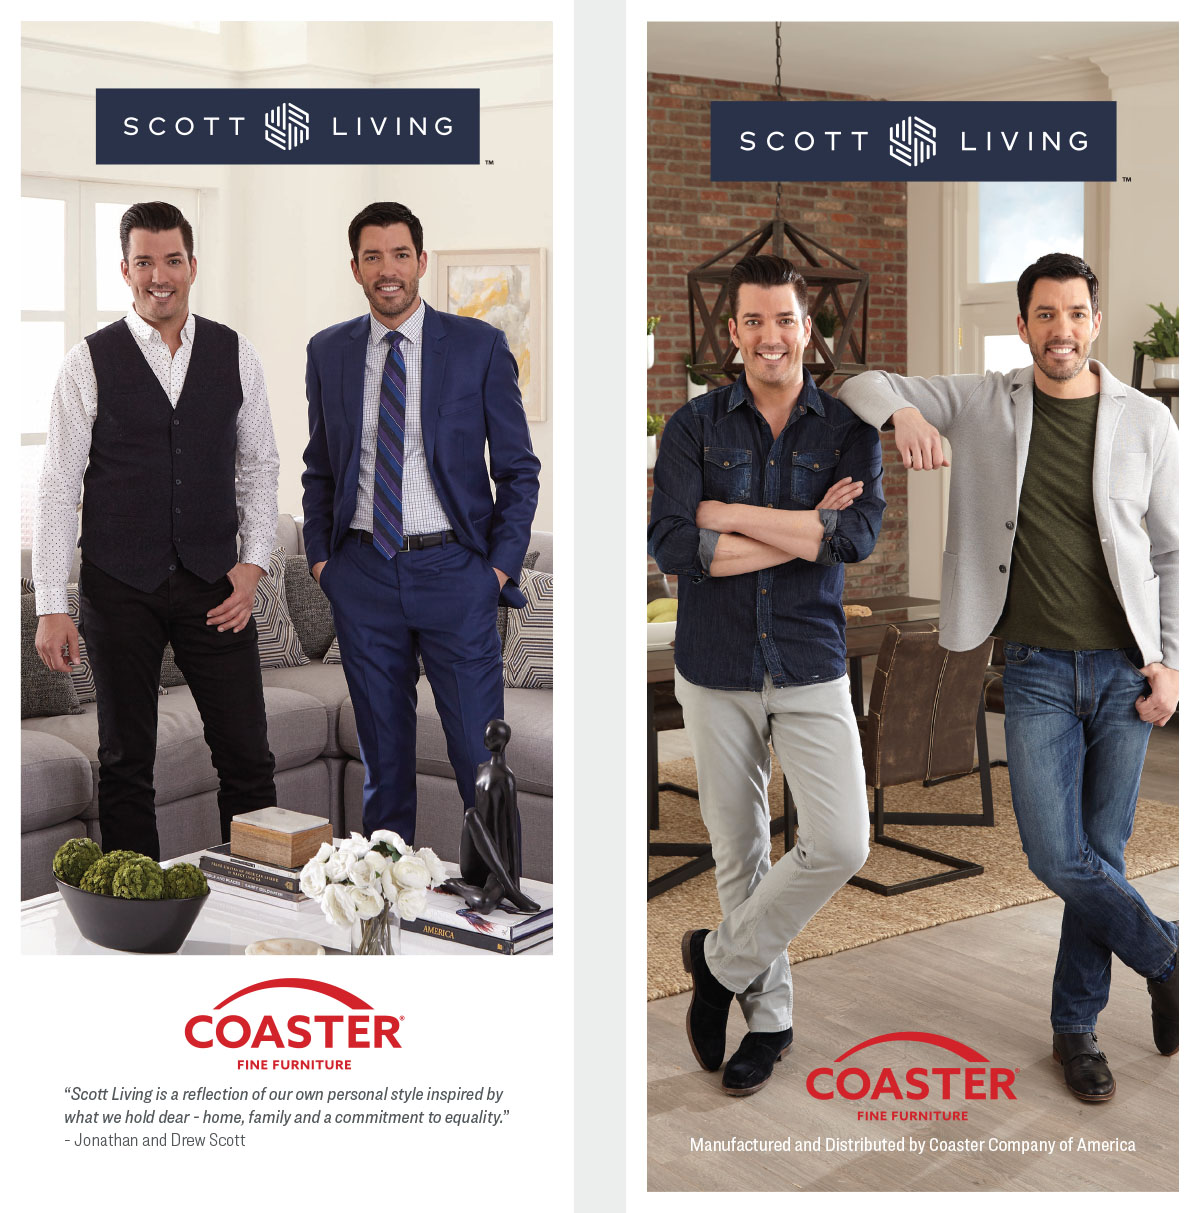 SCOTT LIVING
™
COASTER®
FINE FURNITURE
“Scott Living is a reflection of our own personal style inspired by
what we hold dear - home, family and a commitment to equality.”
- Jonathan and Drew Scott
AMERICA
SCOTT LIVING
™
COASTER®
FINE FURNITURE
Manufactured and Distributed by Coaster Company of America